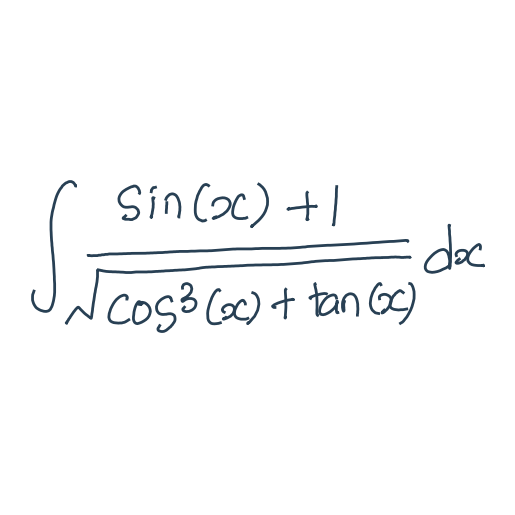 ∫ (sin(x) + 1) / √(cos³(x) + tan(x)) dx